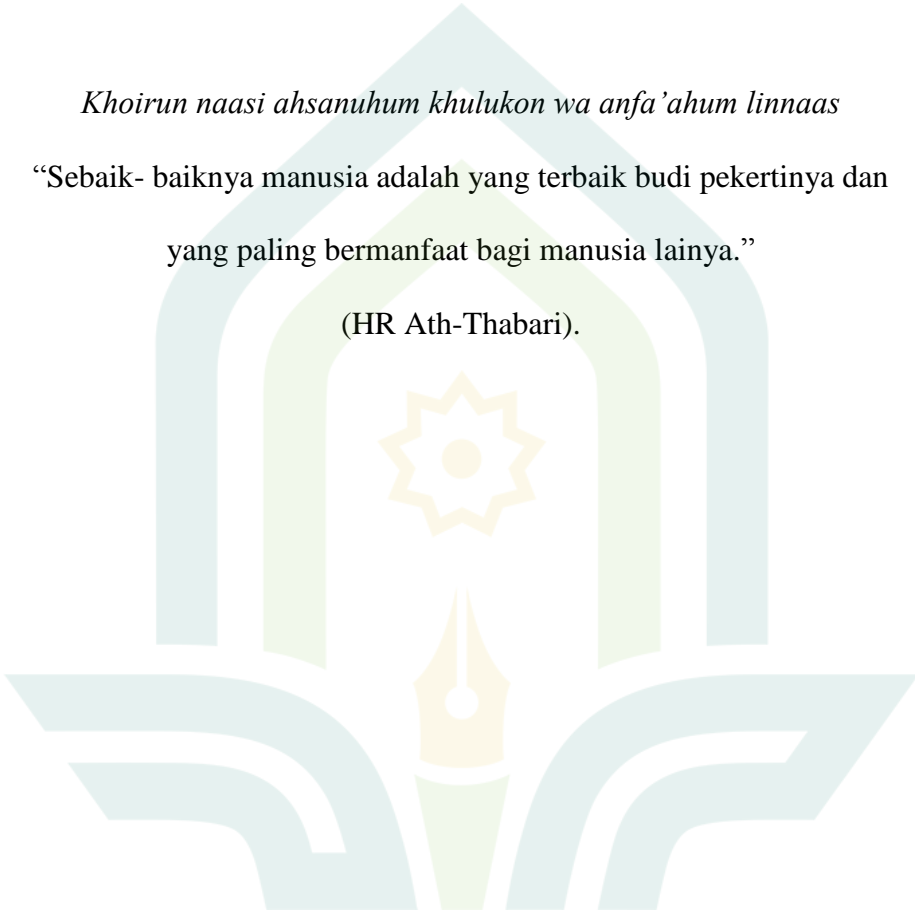 Khoirun naasi ahsanuhum khulukon wa anfa’ahum linnaas
“Sebaik- baiknya manusia adalah yang terbaik budi pekertinya dan
yang paling bermanfaat bagi manusia lainya.”
(HR Ath-Thabari).